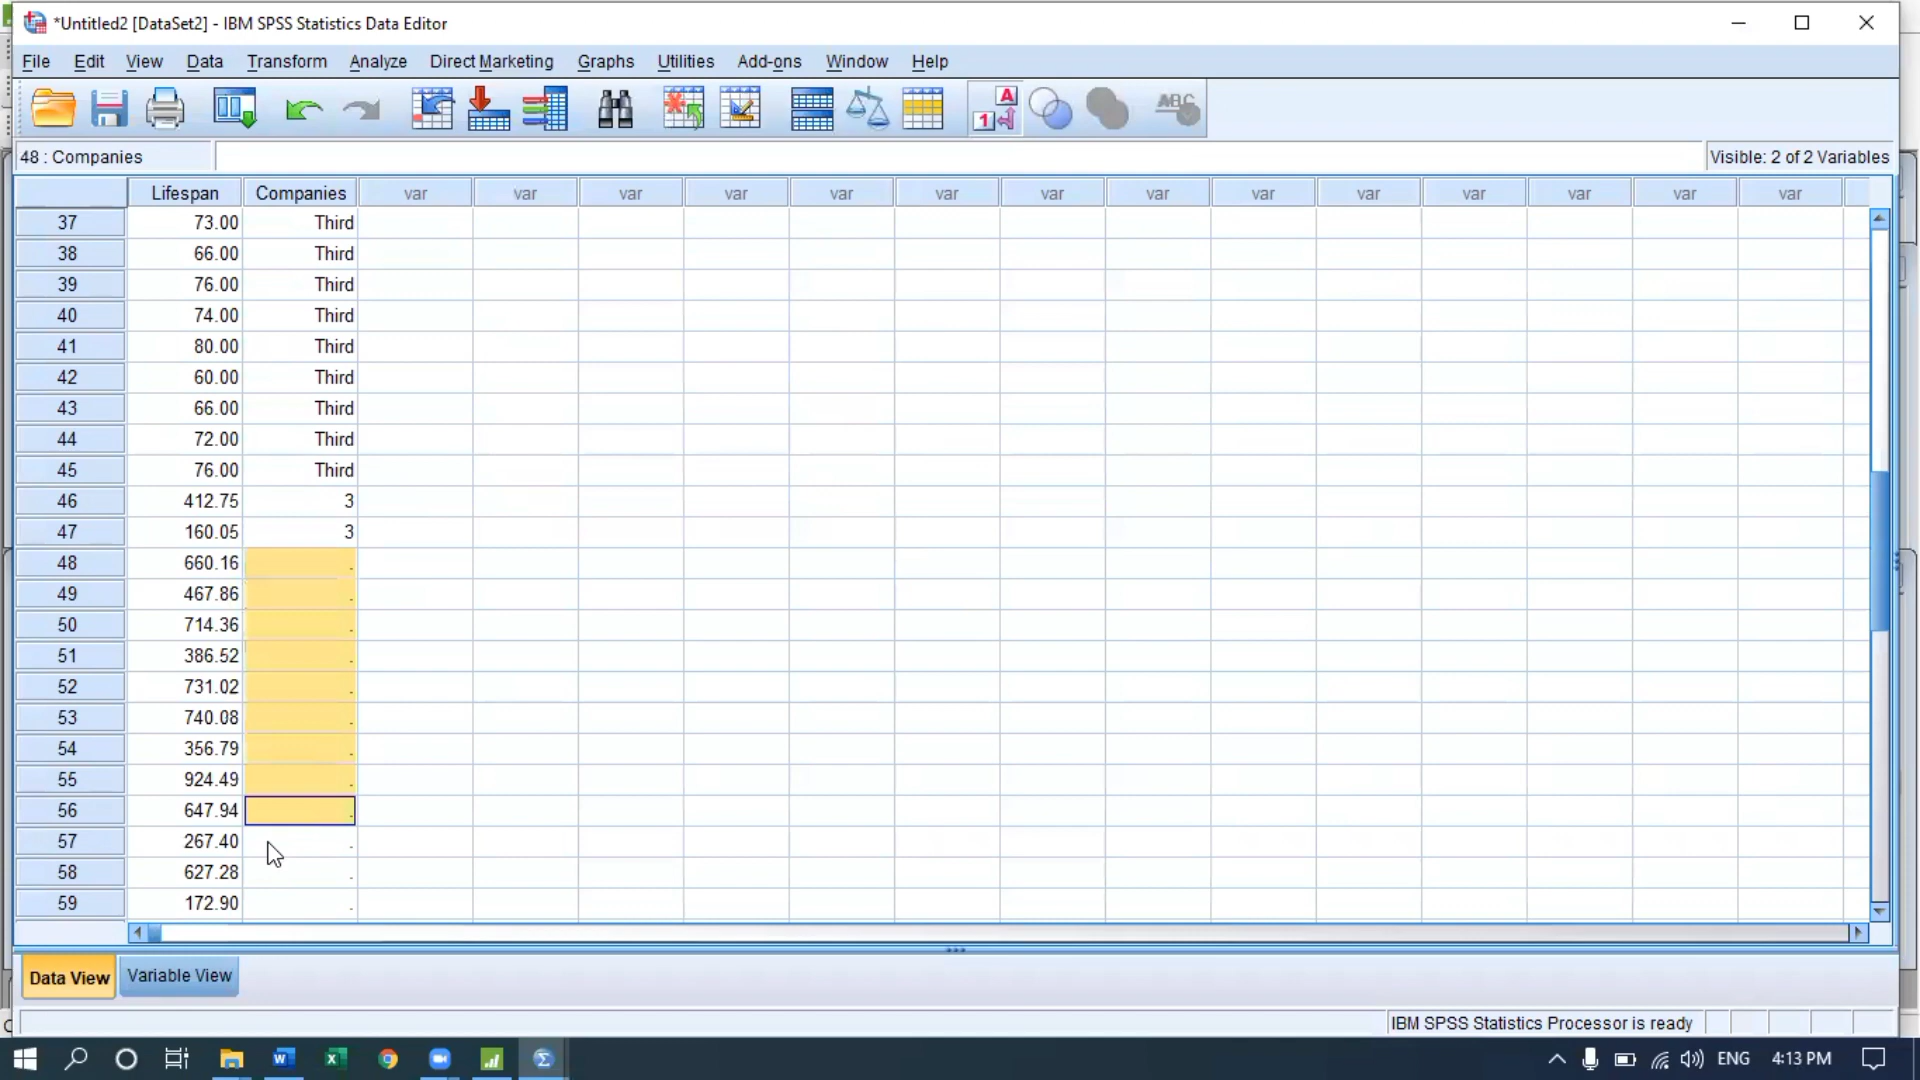 *Untitled2 [DataSet2] - IBM SPSS Statistics Data Editor
File Edit View Data Transform Analyze Direct Marketing Graphs Utilities Add-ons Window Help
A
1
ABC
48 : Companies
Visible: 2 of 2 Variables
Lifespan Companies var var var var var var var var var var var var var var
37 73.00 Third
38 66.00 Third
39 76.00 Third
40 74.00 Third
41 80.00 Third
42 60.00 Third
43 66.00 Third
44 72.00 Third
45 76.00 Third
46 412.75 3
47 160.05 3
48 660.16 .
49 467.86 .
50 714.36 .
51 386.52 .
52 731.02 .
53 740.08 .
54 356.79 .
55 924.49 .
56 647.94 .
57 267.40 .
58 627.28 .
59 172.90 .
Data View Variable View
IBM SPSS Statistics Processor is ready
ENG 4:13 PM